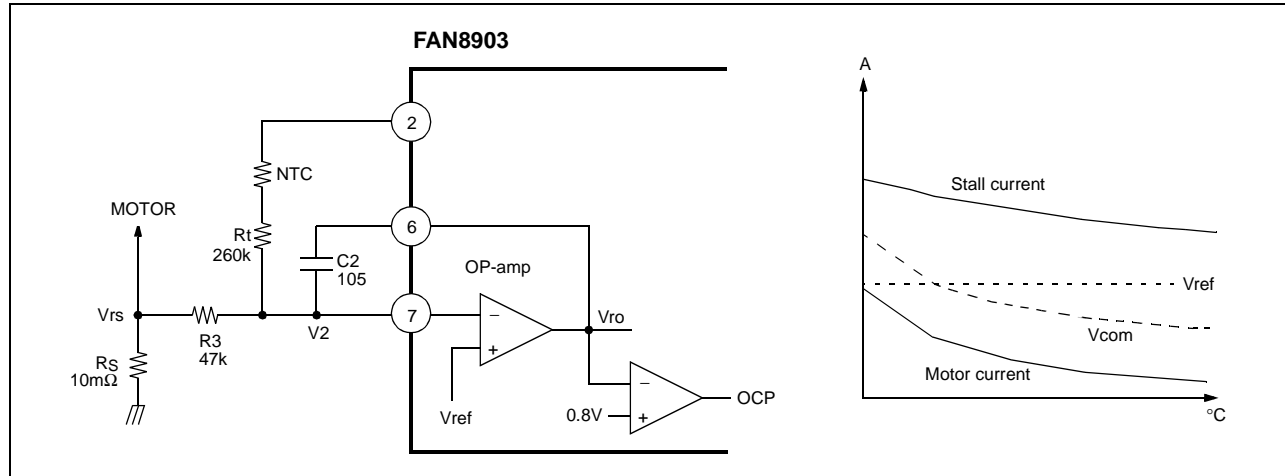 FAN8903
2
NTC
MOTOR
Rt
260k
6
C2
105
OP-amp
7
−
+
Vrs
R3
47k
V2
Vro
RS
10mΩ
Vref
−
0.8V
+
OCP
A
Stall current
Vref
Vcom
Motor current
°C